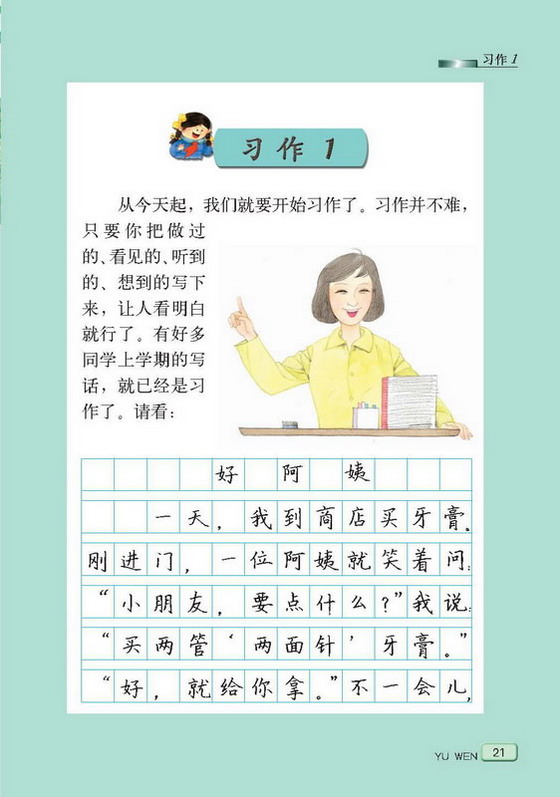 习作 1
习作 1
从今天起，我们就要开始习作了。习作并不难，
只要你把做过
的、看见的、听到
的、想到的写下
来，让人看明白
就行了。有好多
同学上学期的写
话，就已经是习
作了。请看：
好阿姨
一天，我到商店买牙膏。
刚进门，一位阿姨就笑着问：
“小朋友，要点什么？”我说：
“买两管‘两面针’牙膏。”
“好，就给你拿。”不一会儿，
YU WEN 21